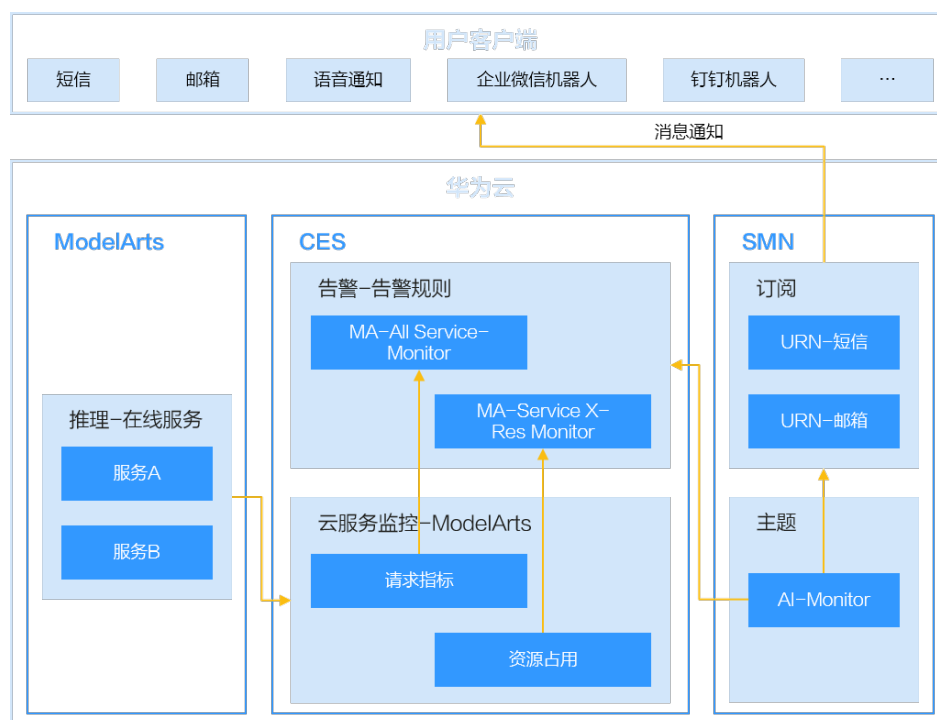 用户客户端
短信
邮箱
语音通知
企业微信机器人
钉钉机器人
…
消息通知
华为云
ModelArts
推理-在线服务
服务A
服务B
CES
告警-告警规则
MA-All Service-
Monitor
MA-Service X-
Res Monitor
云服务监控-ModelArts
请求指标
资源占用
SMN
订阅
URN-短信
URN-邮箱
主题
AI-Monitor